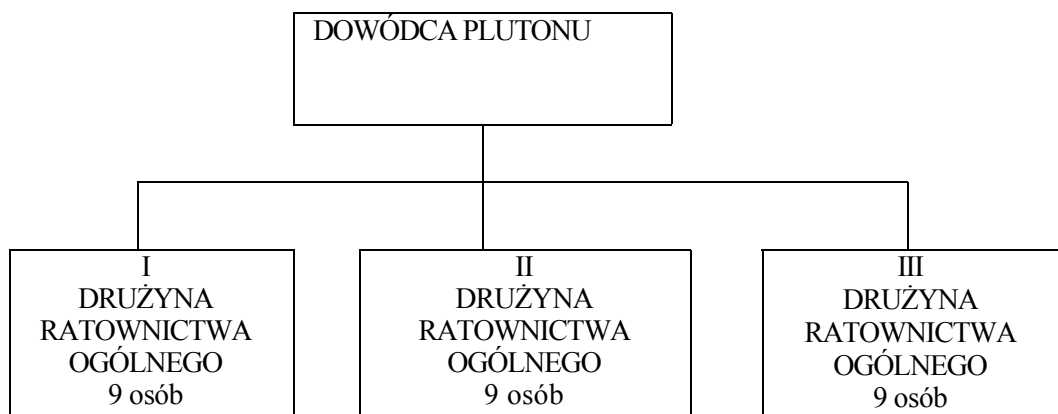 DOWÓDCA PLUTONU
I
DRUŻYNA
RATOWNICTWA
OGÓLNEGO
9 osób
II
DRUŻYNA
RATOWNICTWA
OGÓLNEGO
9 osób
III
DRUŻYNA
RATOWNICTWA
OGÓLNEGO
9 osób